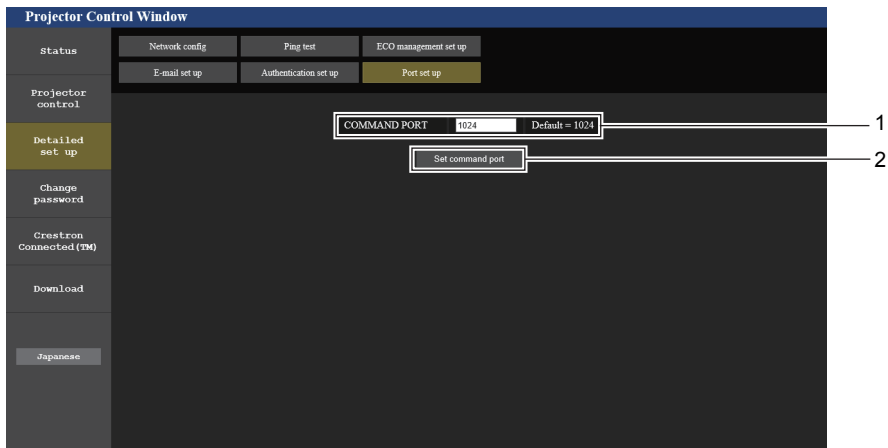 Projector Control Window
Status
Network config
Ping test
ECO management set up
E-mail set up
Authentication set up
Port set up
Projector
control
Detailed
set up
Change
password
Crestron
Connected(TM)
Download
Japanese
COMMAND PORT 1024 Default = 1024
1
Set command port
2